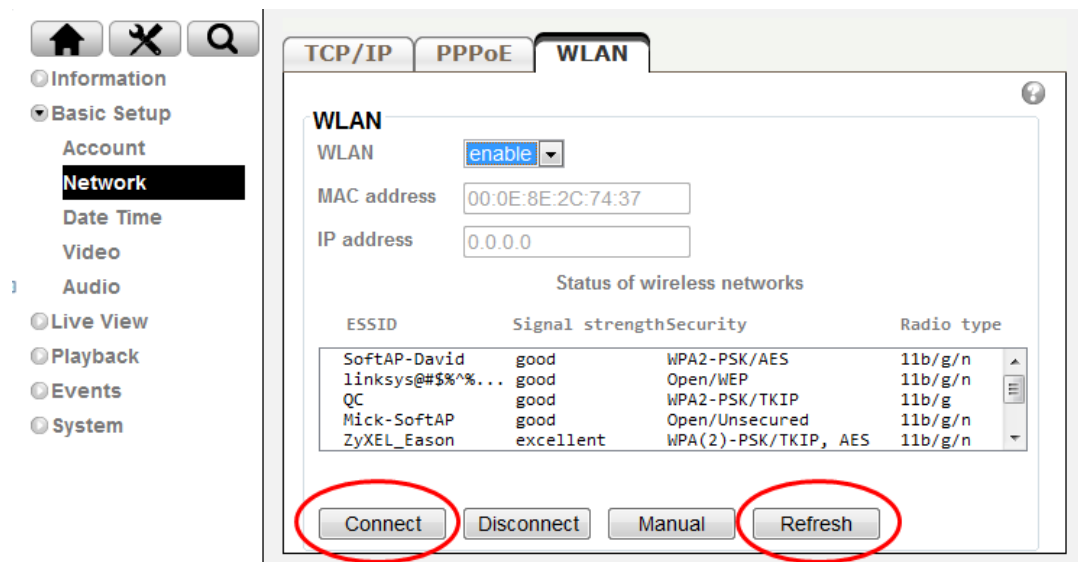 TCP/IP PPPoE WLAN
Information
Basic Setup
Account
Network
Date Time
Video
Audio
Live View
Playback
Events
System
WLAN
WLAN enable
MAC address 00:0E:8E:2C:74:37
IP address 0.0.0.0
Status of wireless networks
ESSID Signal strengthSecurity Radio type
SoftAP-David good WPA2-PSK/AES 11b/g/n
linksys@#$%^%... good Open/WEP 11b/g/n
QC good WPA2-PSK/TKIP 11b/g
Mick-SoftAP good Open/Unsecured 11b/g/n
ZyXEL_Eason excellent WPA(2)-PSK/TKIP, AES 11b/g/n
Connect Disconnect Manual Refresh